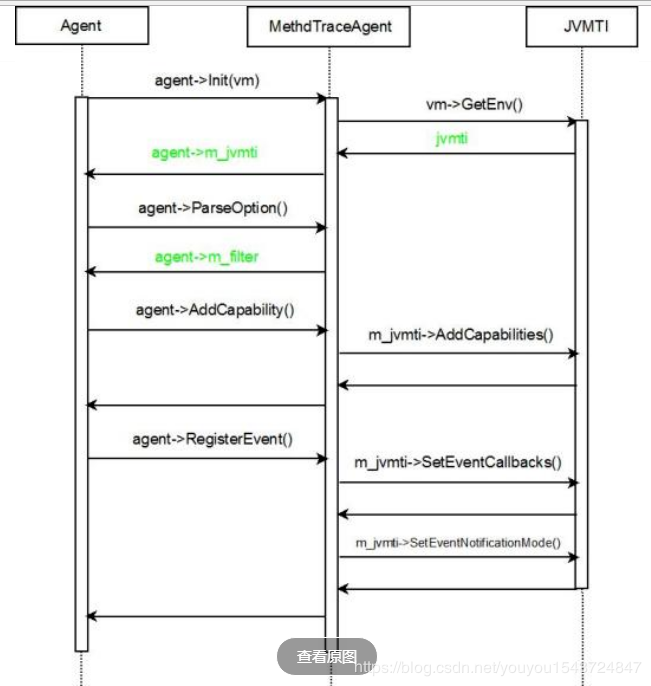 Agent
MethdTraceAgent
JVMTI
agent->Init(vm)
vm->GetEnv()
jvmti
agent->m_jvmti
agent->ParseOption()
agent->m_filter
agent->AddCapability()
m_jvmti->AddCapabilities()
agent->RegisterEvent()
m_jvmti->SetEventCallbacks()
m_jvmti->SetEventNotificationMode()
查看原图
https://blog.csdn.net/youyou1543724847